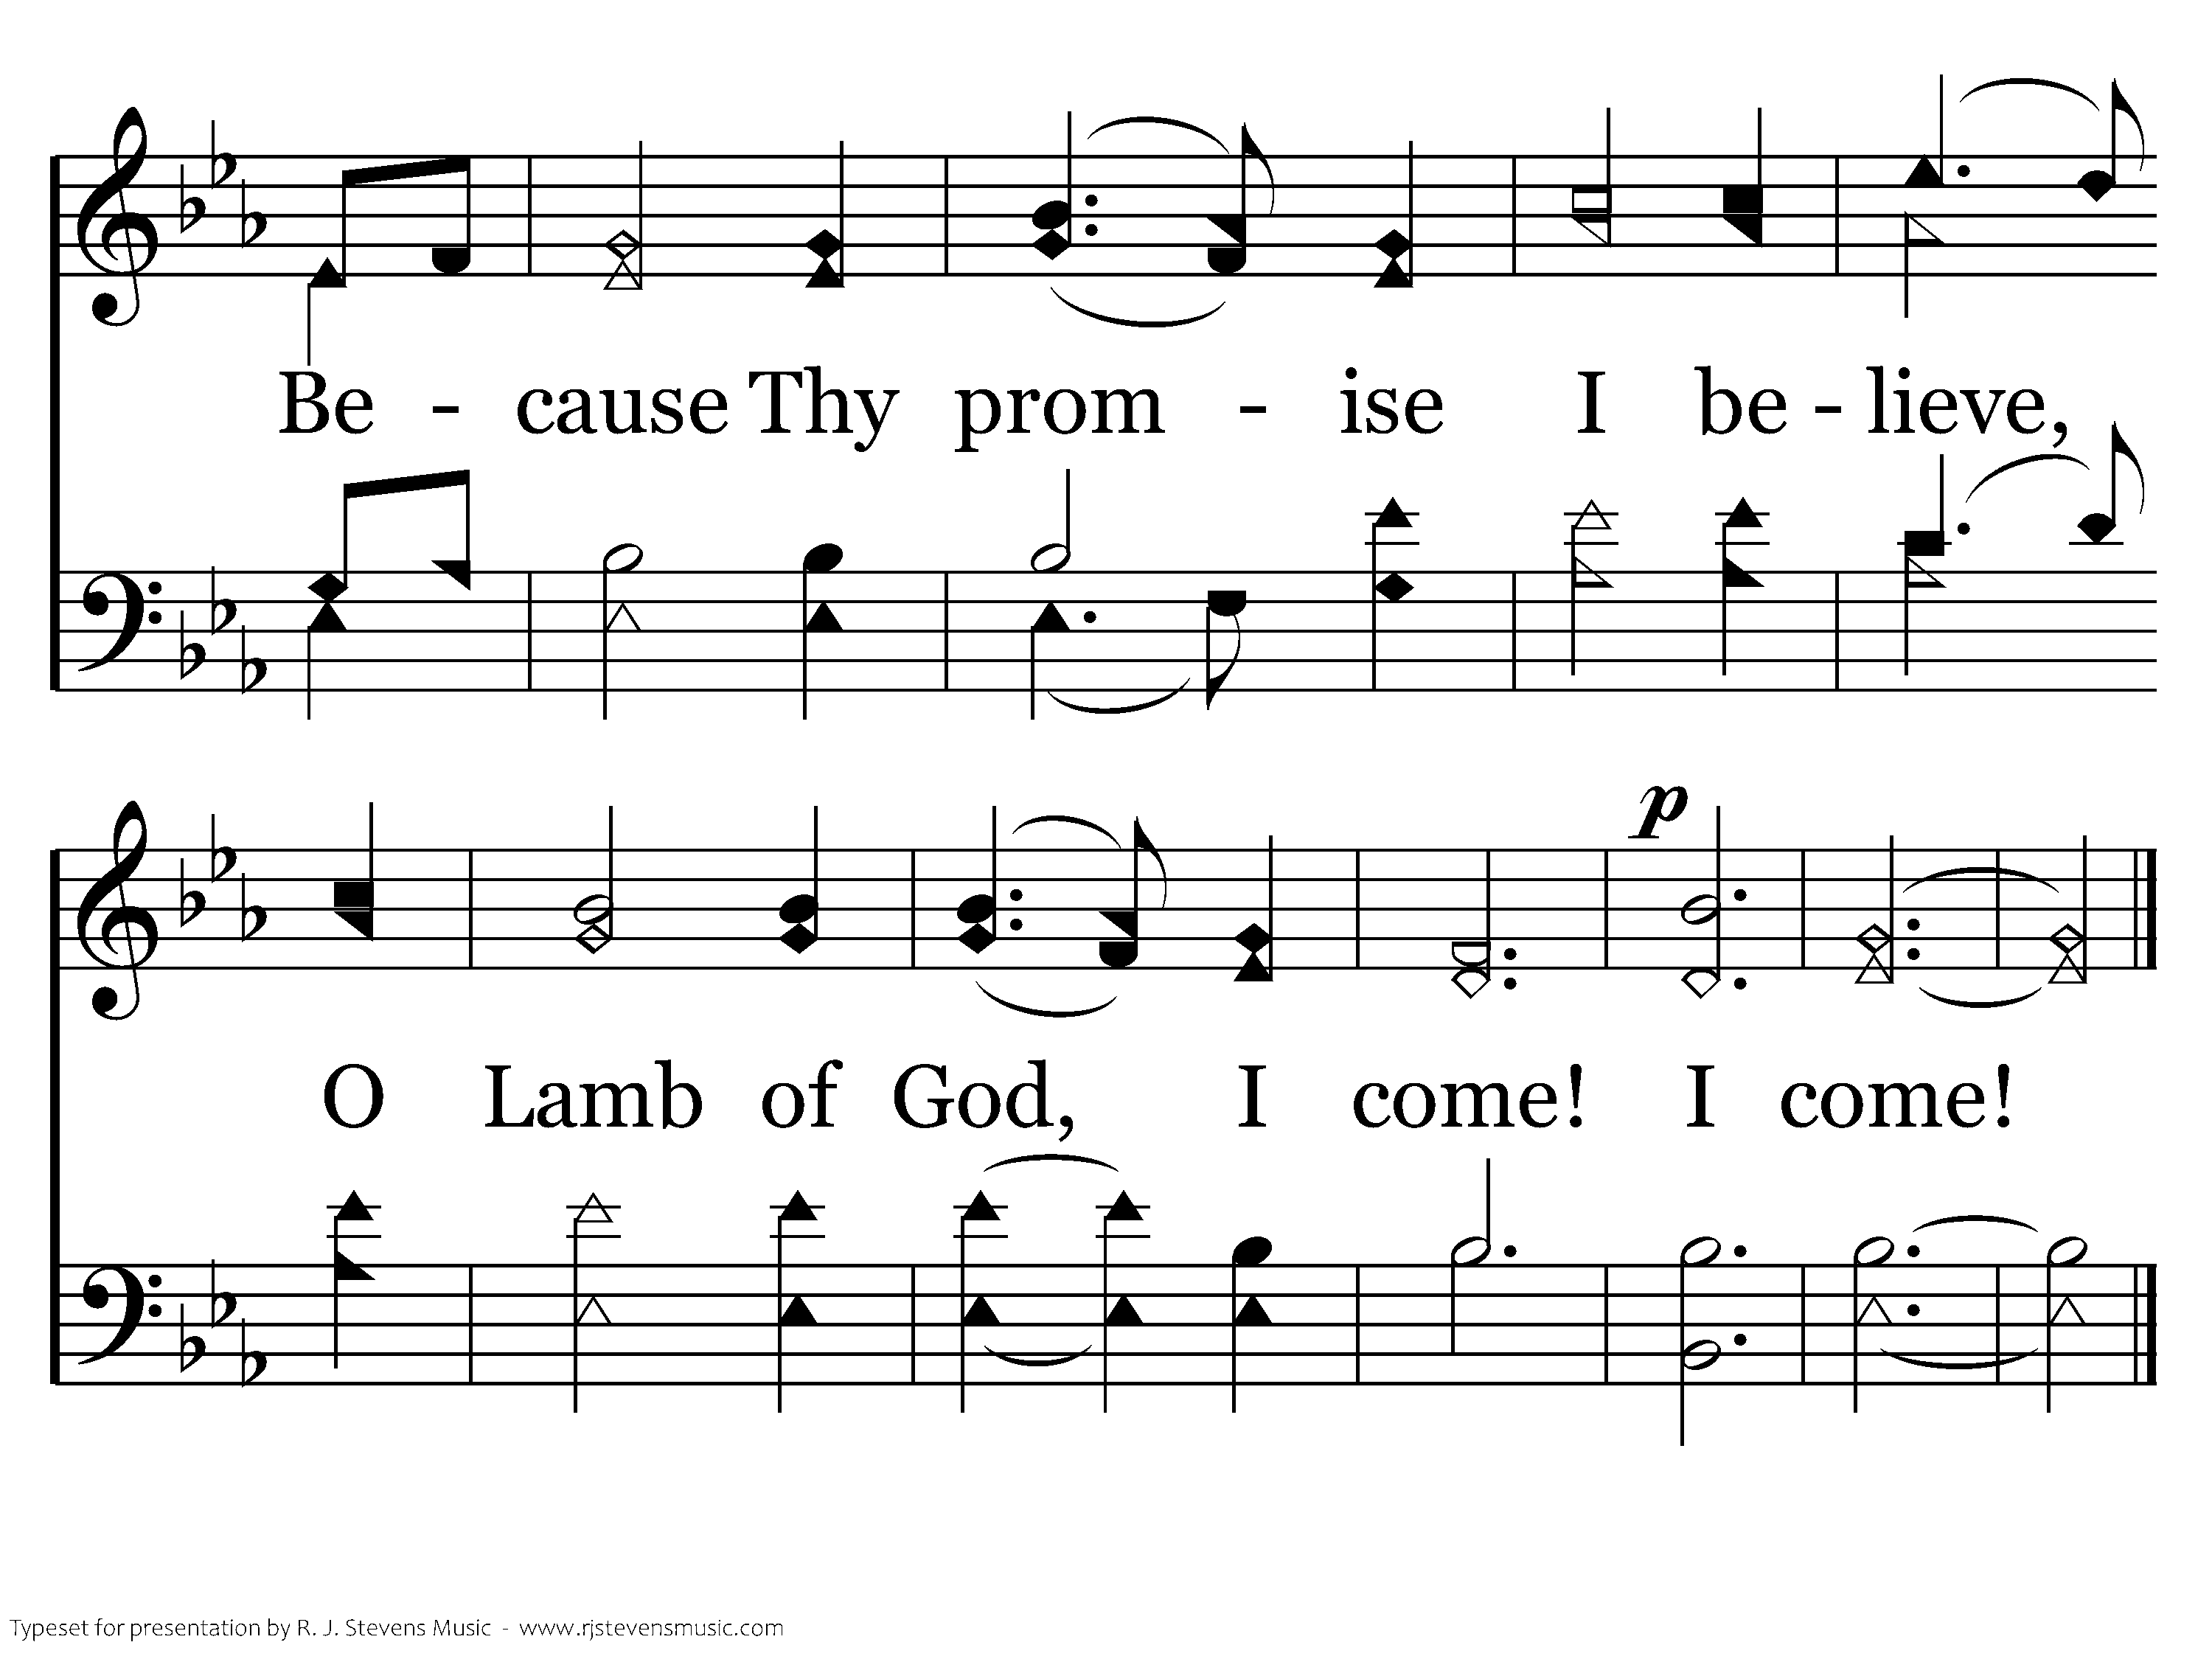 Be - cause Thy prom - ise I be - lieve,
p
O Lamb of God, I come! I come!
Typeset for presentation by R. J. Stevens Music - www.rjstevensmusic.com